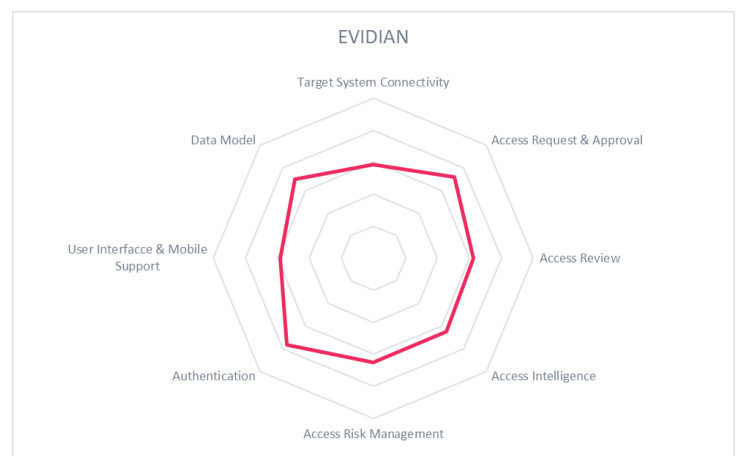 EVIDIAN
Target System Connectivity
Data Model
Access Request & Approval
User Interfacce & Mobile
Support
Access Review
Authentication
Access Intelligence
Access Risk Management